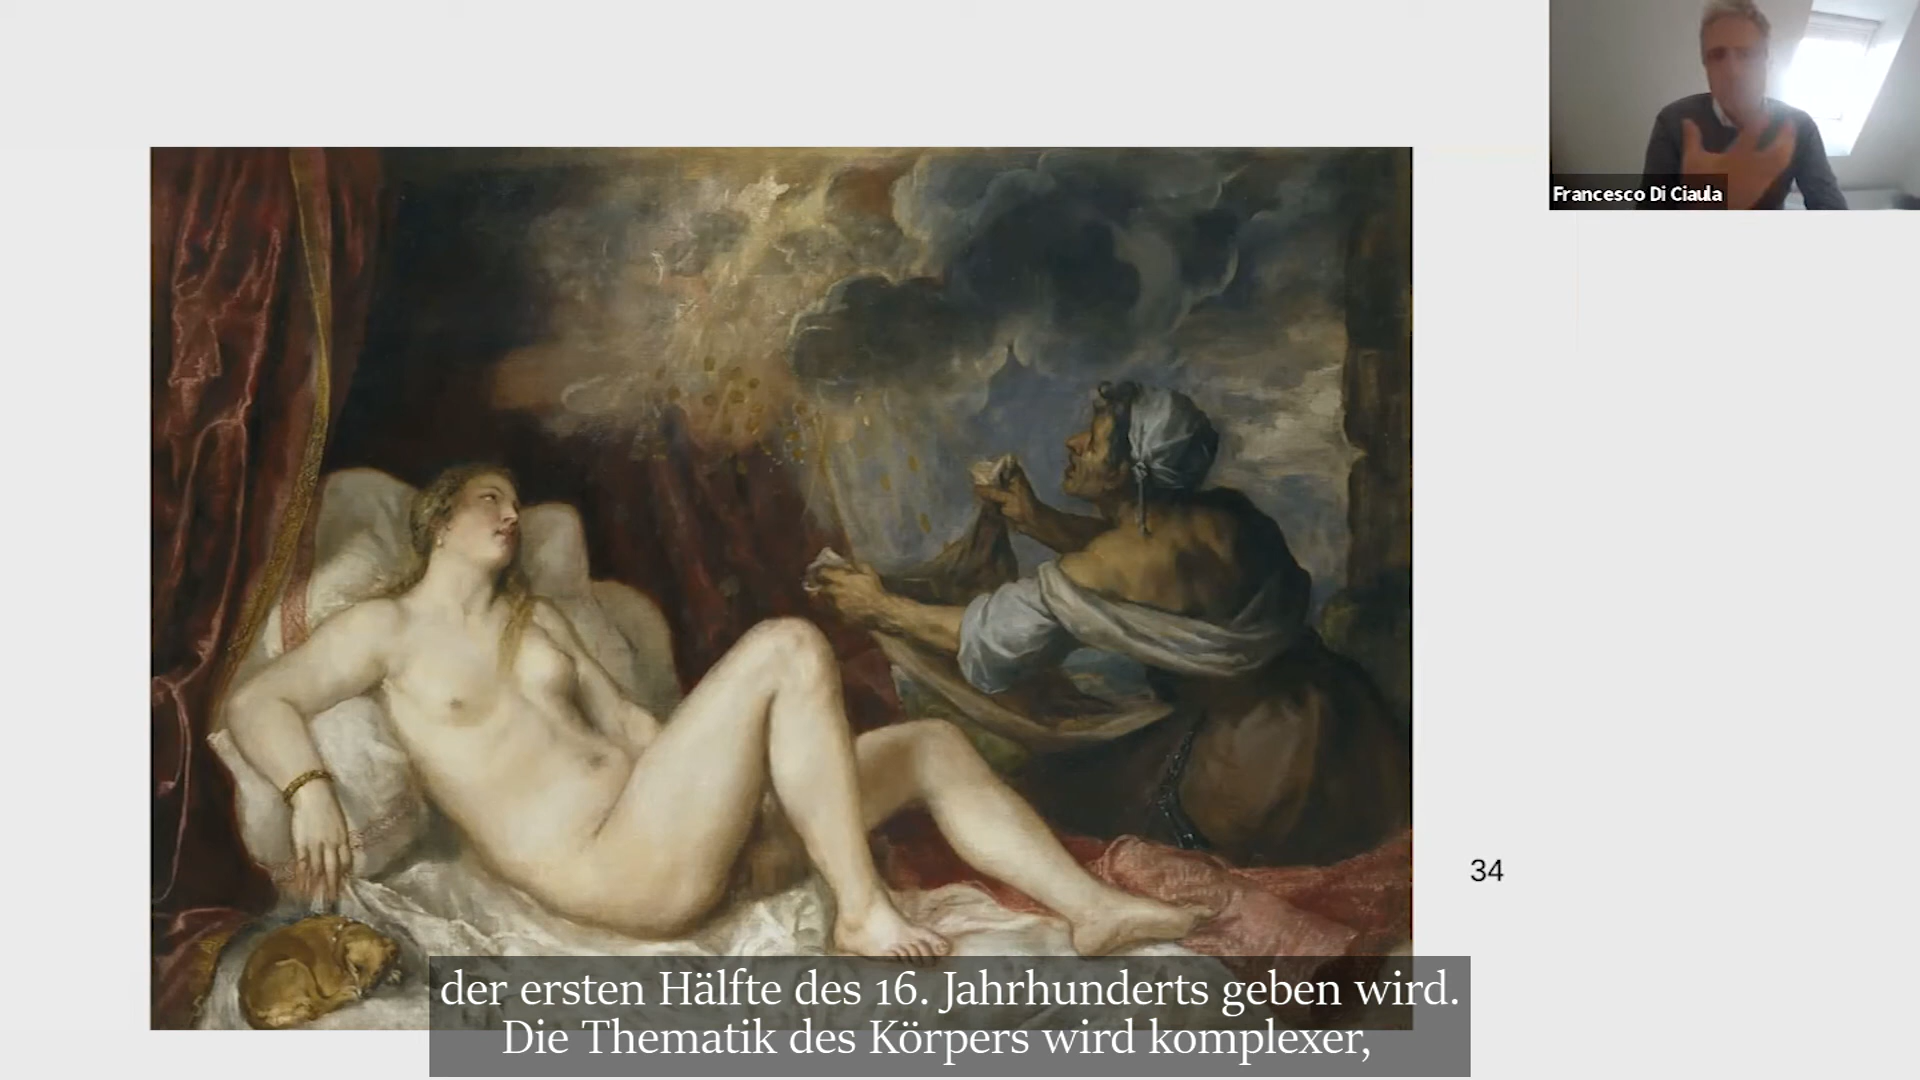 Francesco Di Ciaula
34
der ersten Hälfte des 16. Jahrhunderts geben wird.
Die Thematik des Körpers wird komplexer,